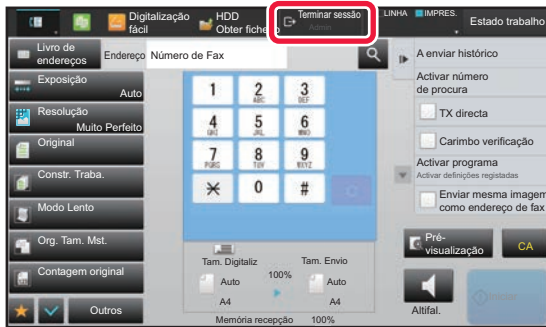 Digitalização
fácil
HDD
Obter ficheiro
Terminar sessão
Admin.
LINHA
IMPRES.
Estado trabalho
Livro de
endereços
Endereço
Número de Fax
Exposição
Auto
Resolução
Muito Perfeito
Original
Constr. Traba.
Modo Lento
Org. Tam. Mst.
Contagem original
Outros
1
2
ABC
3
DEF
4
GHI
5
JKL
6
MNO
7
PQRS
8
TUV
9
WXYZ
0
#
Tam. Digitaliz
Tam. Envio
100%
Auto
Auto
A4
A4
Memória recepção 100%
A enviar histórico
Activar número
de procura
TX directa
Carimbo verificação
Activar programa
Activar definições registadas
Enviar mesma imagem
como endereço de fax
Pré-
visualização
CA
Altifal.